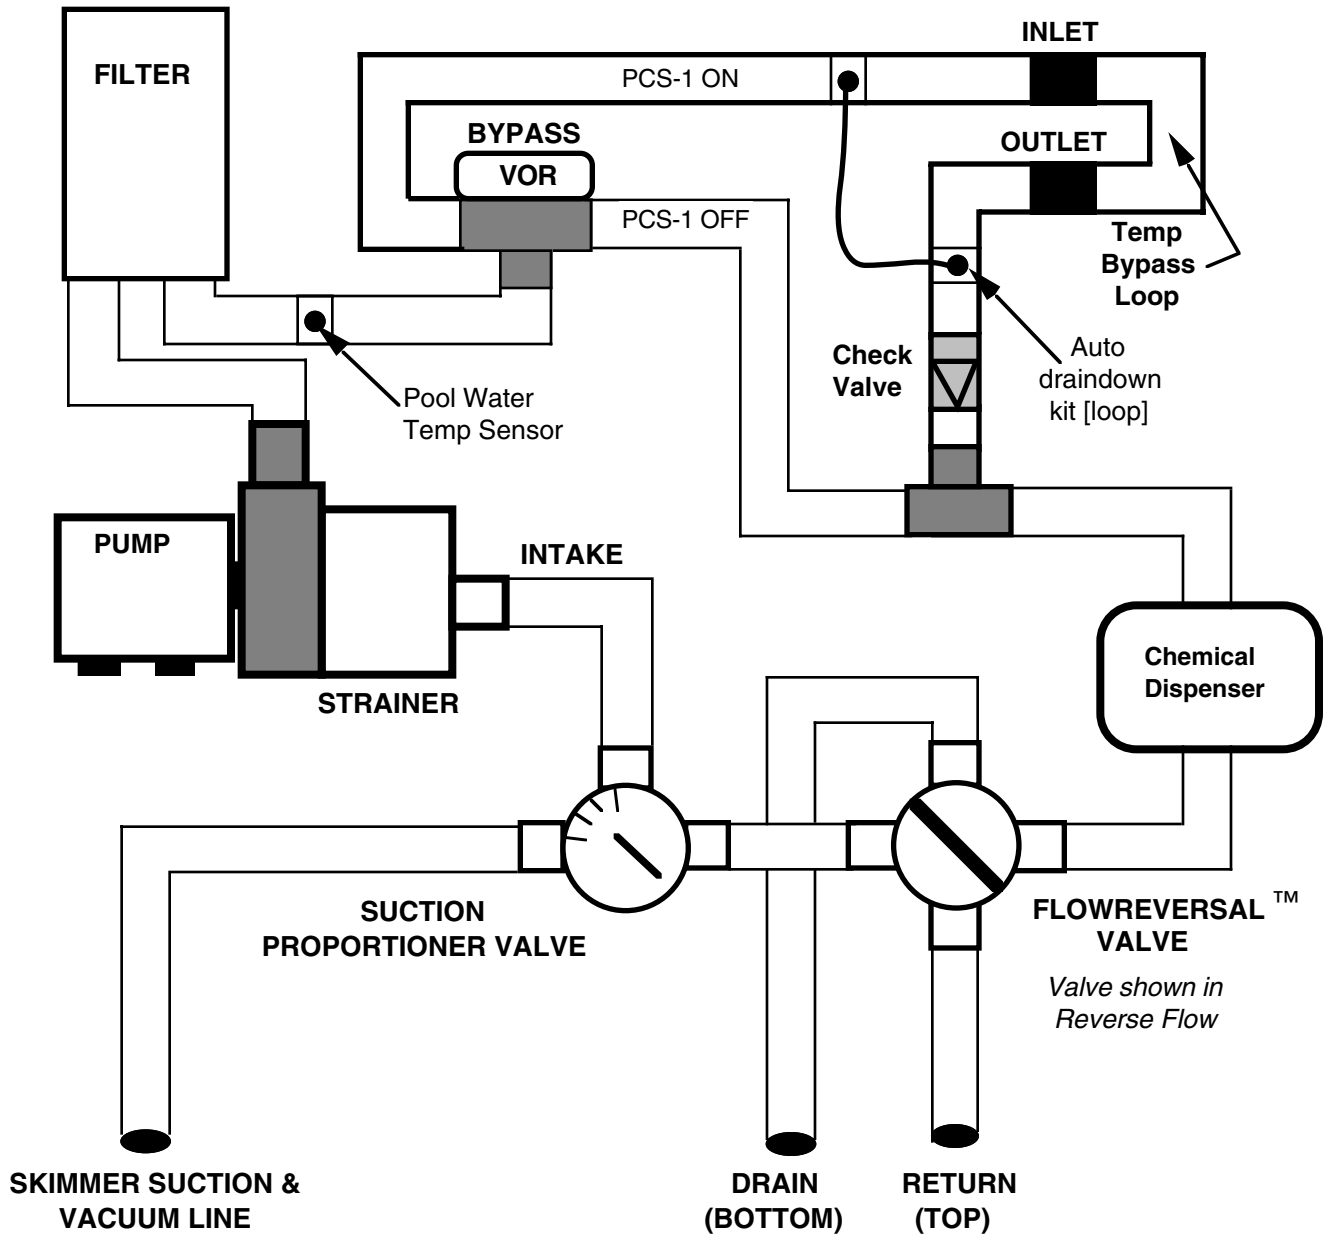 FILTER
INLET
PCS-1 ON
BYPASS
VOR
OUTLET
PCS-1 OFF
Temp
Bypass
Loop
Check
Valve
Auto
draindown
kit [loop]
Pool Water
Temp Sensor
PUMP
INTAKE
STRAINER
Chemical
Dispenser
SUCTION
PROPORTIONER VALVE
FLOWREVERSAL ™
VALVE
Valve shown in
Reverse Flow
SKIMMER SUCTION &
VACUUM LINE
DRAIN
(BOTTOM)
RETURN
(TOP)